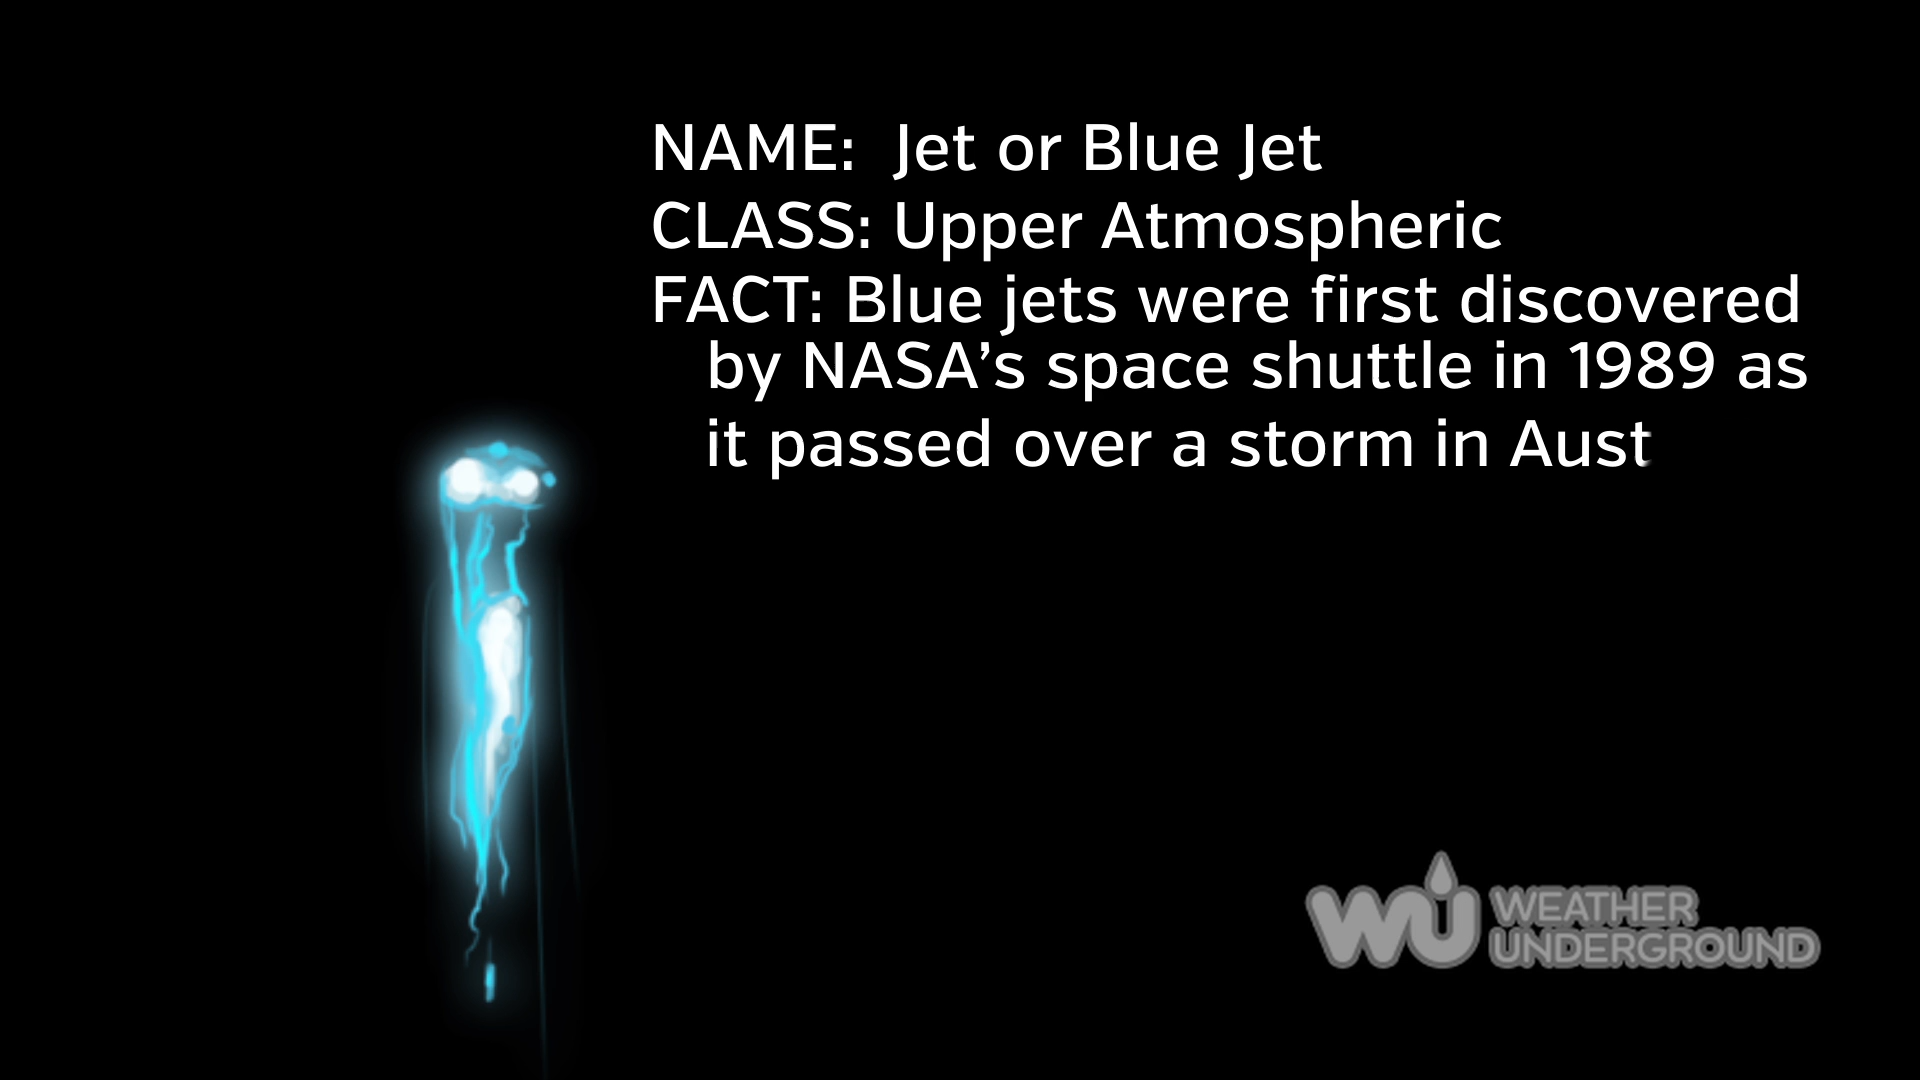 NAME: Jet or Blue Jet
CLASS: Upper Atmospheric
FACT: Blue jets were first discovered
by NASA’s space shuttle in 1989 as
it passed over a storm in Aust
WU WEATHER
UNDERGROUND